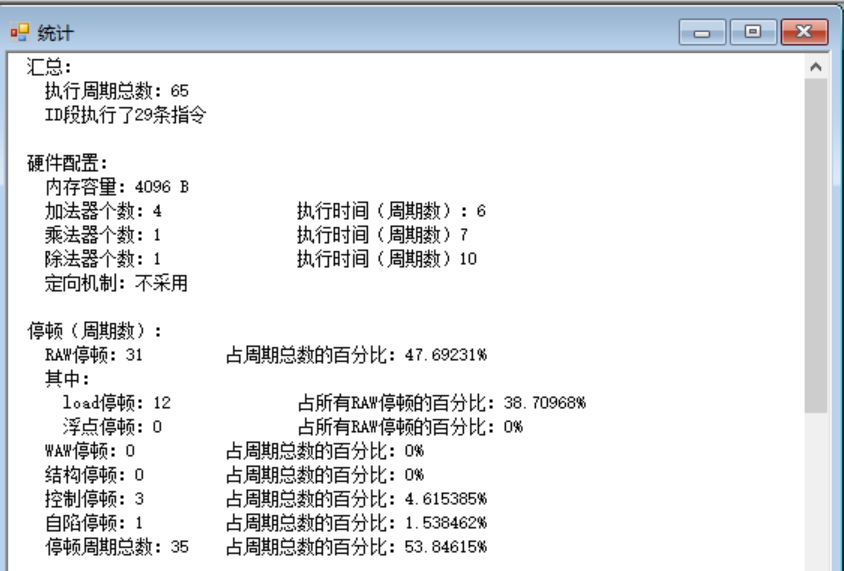 统计
汇总:
执行周期总数: 65
ID段执行了29条指令
硬件配置:
内存容量: 4096 B
加法器个数: 4 执行时间（周期数）: 6
乘法器个数: 1 执行时间（周期数）7
除法器个数: 1 执行时间（周期数）10
定向机制: 不采用
停顿（周期数）:
RAW停顿: 31 占周期总数的百分比: 47.69231%
其中:
load停顿: 12 占所有RAW停顿的百分比: 38.70968%
浮点停顿: 0 占所有RAW停顿的百分比: 0%
WAW停顿: 0 占周期总数的百分比: 0%
结构停顿: 0 占周期总数的百分比: 0%
控制停顿: 3 占周期总数的百分比: 4.615385%
自陷停顿: 1 占周期总数的百分比: 1.538462%
停顿周期总数: 35 占周期总数的百分比: 53.84615%